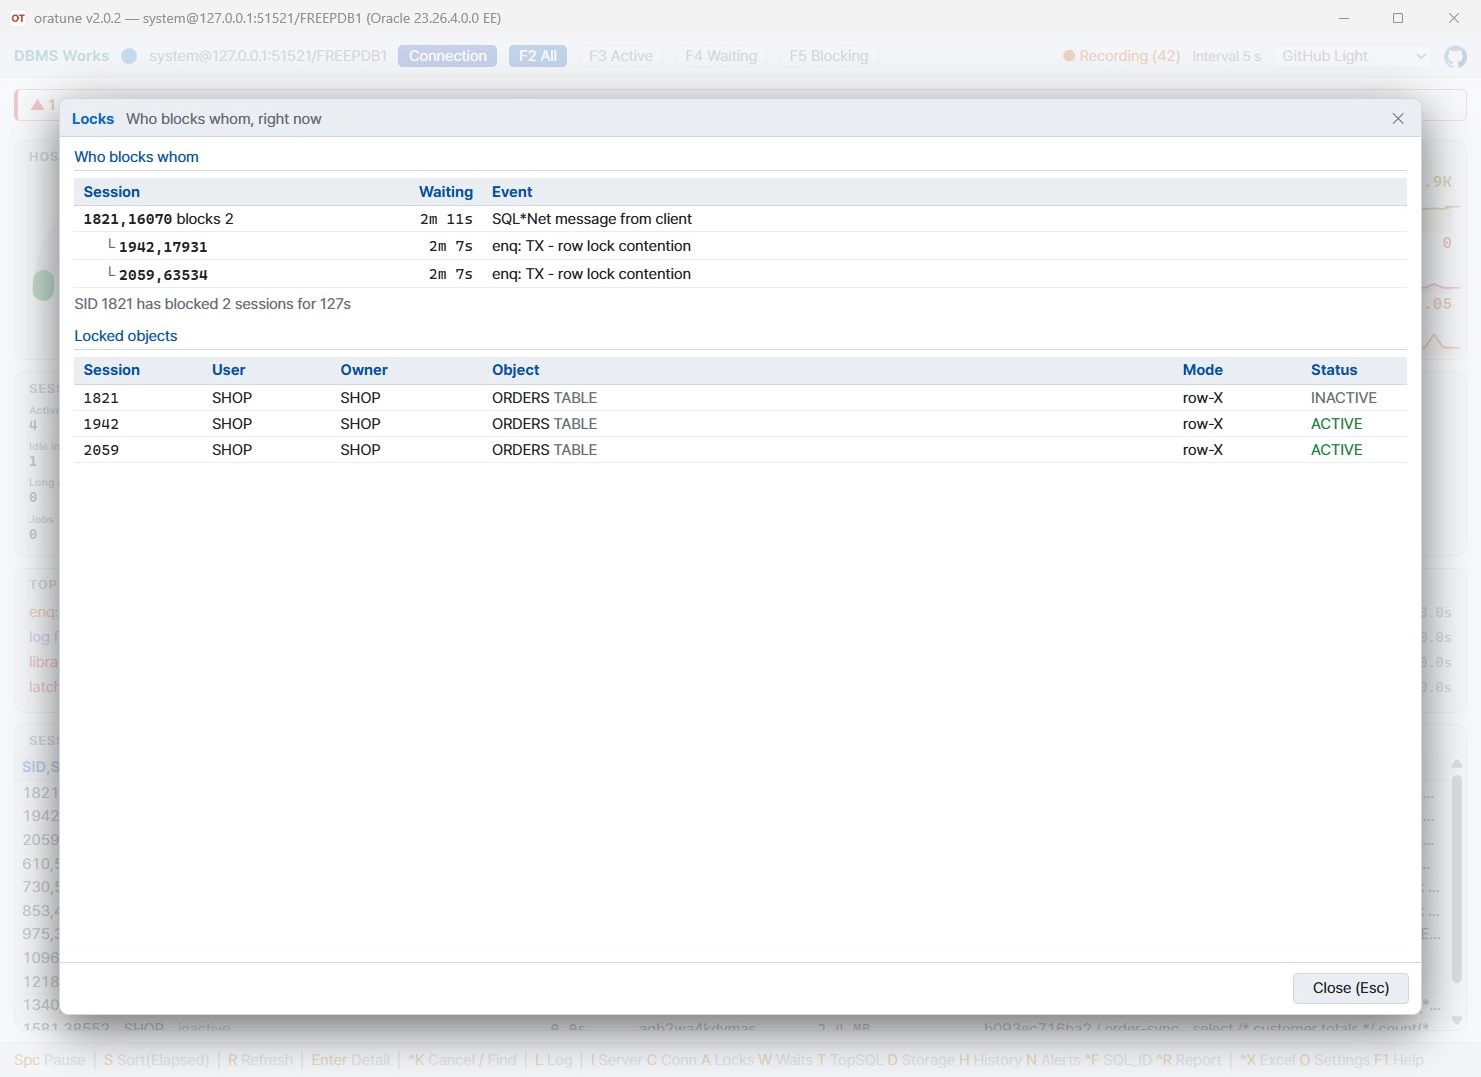 OT oratune v2.0.2 — system@127.0.0.1:51521/FREEPDB1 (Oracle 23.26.4.0.0 EE)
DBMS Works system@127.0.0.1:51521/FREEPDB1 Connection F2 All F3 Active F4 Waiting F5 Blocking Recording (42) Interval 5 s GitHub Light
1
Locks Who blocks whom, right now
Who blocks whom
Session Waiting Event
1821,16070 blocks 2 2m 11s SQL*Net message from client
└ 1942,17931 2m 7s enq: TX - row lock contention
└ 2059,63534 2m 7s enq: TX - row lock contention
SID 1821 has blocked 2 sessions for 127s
Locked objects
Session User Owner Object Mode Status
1821 SHOP SHOP ORDERS TABLE row-X INACTIVE
1942 SHOP SHOP ORDERS TABLE row-X ACTIVE
2059 SHOP SHOP ORDERS TABLE row-X ACTIVE
Close (Esc)
1581,38552 SHOP inactive
Spc Pause | S Sort(Elapsed) | R Refresh | Enter Detail | ^K Cancel / Find | L Log | I Server C Conn A Locks W Waits T TopSQL D Storage H History N Alerts ^F SQL_ID ^R Report | ^X Excel O Settings F1 Help